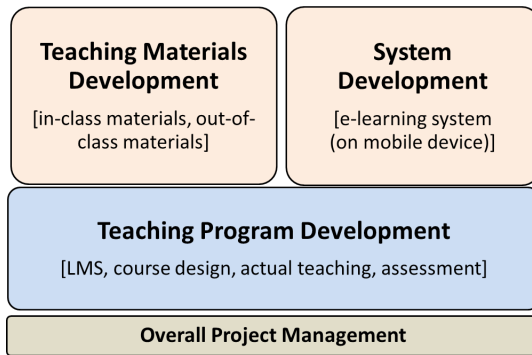 Teaching Materials
Development
[in-class materials, out-of-
class materials]
System
Development
[e-learning system
(on mobile device)]
Teaching Program Development
[LMS, course design, actual teaching, assessment]
Overall Project Management